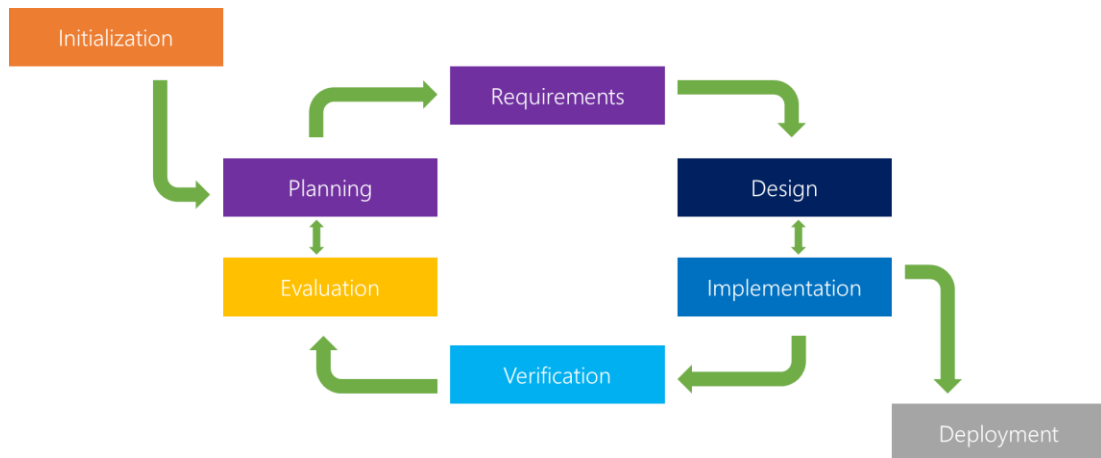 Initialization
Requirements
Planning
Design
Evaluation
Implementation
Verification
Deployment